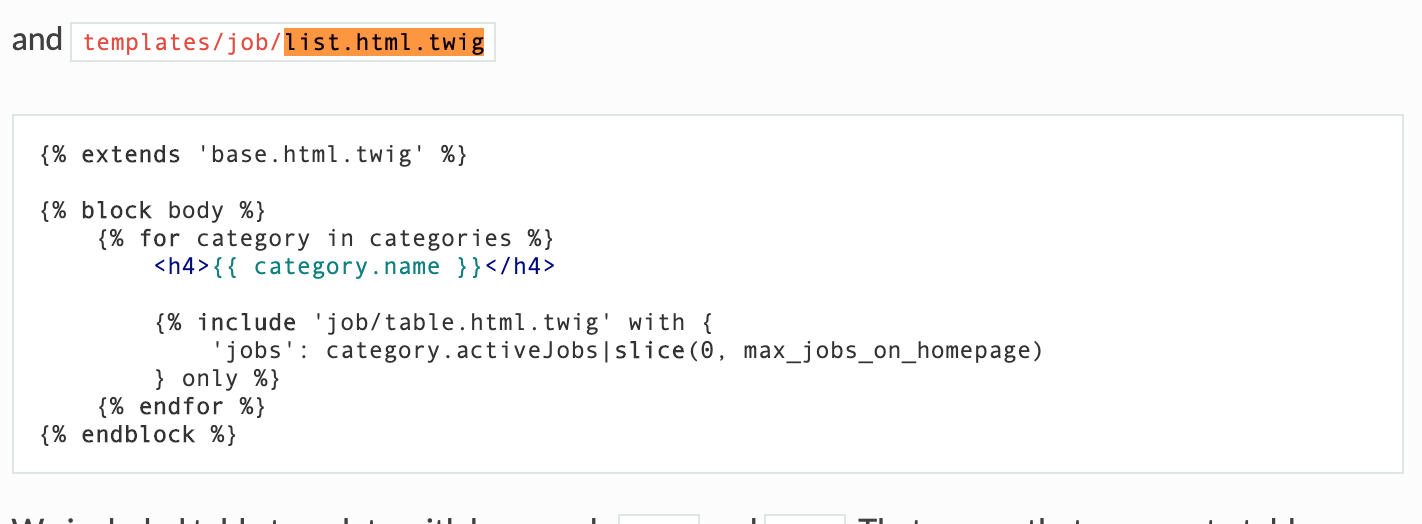 and templates/job/list.html.twig
{% extends 'base.html.twig' %}
{% block body %}
{% for category in categories %}
<h4>{{ category.name }}</h4>
{% include 'job/table.html.twig' with {
'jobs': category.activeJobs|slice(0, max_jobs_on_homepage)
} only %}
{% endfor %}
{% endblock %}